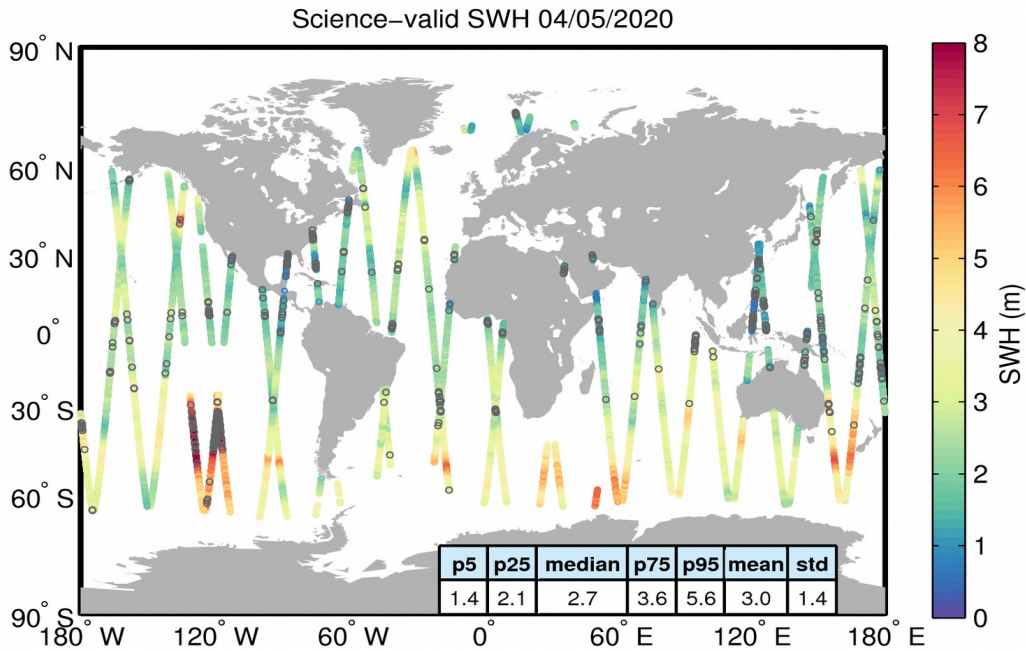 Science−valid SWH 04/05/2020
90° N
60° N
30° N
0°
30° S
60° S
90° S
180° W
120° W
60° W
0°
60° E
120° E
180° E
p5 p25 median p75 p95 mean std
1.4 2.1 2.7 3.6 5.6 3.0 1.4
8
7
6
5
4
3
2
1
0
SWH (m)